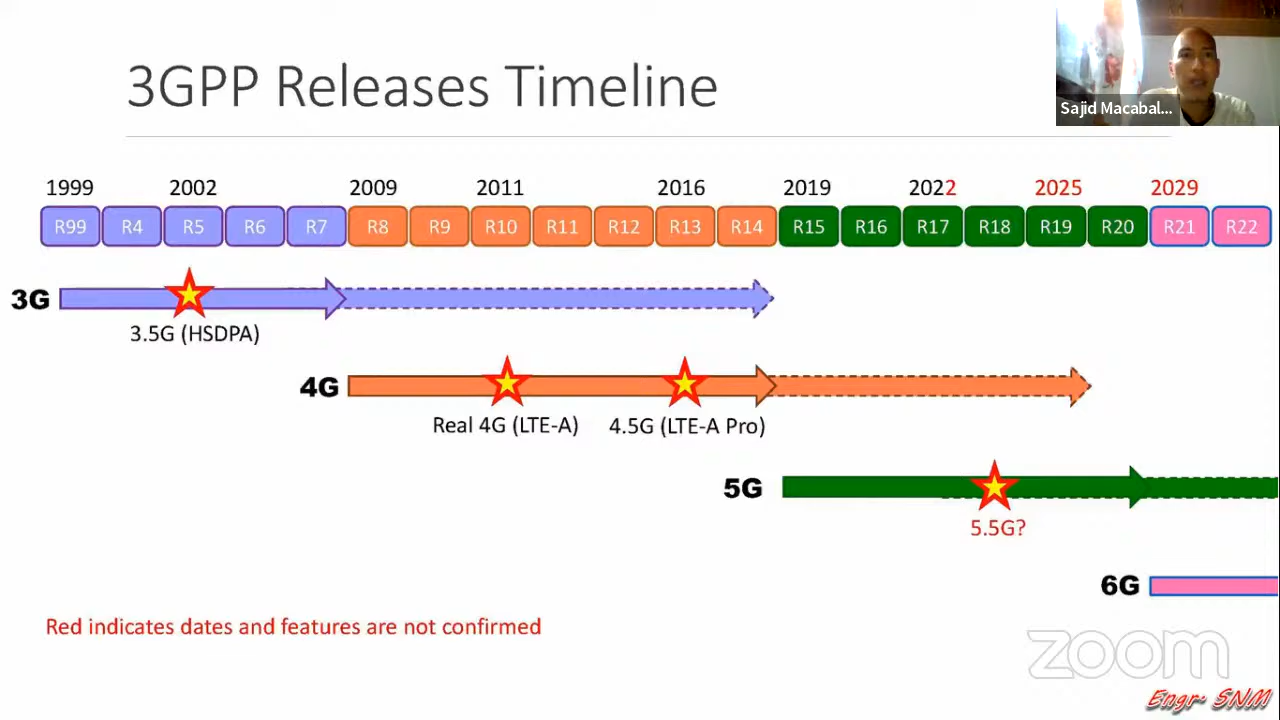 3GPP Releases Timeline
Sajid Macabal...
1999 2002 2009 2011 2016 2019 2022 2025 2029
R99 R4 R5 R6 R7 R8 R9 R10 R11 R12 R13 R14 R15 R16 R17 R18 R19 R20 R21 R22
3G
3.5G (HSDPA)
4G
Real 4G (LTE-A) 4.5G (LTE-A Pro)
5G
5.5G?
6G
Red indicates dates and features are not confirmed
zoom
Engr. SNM